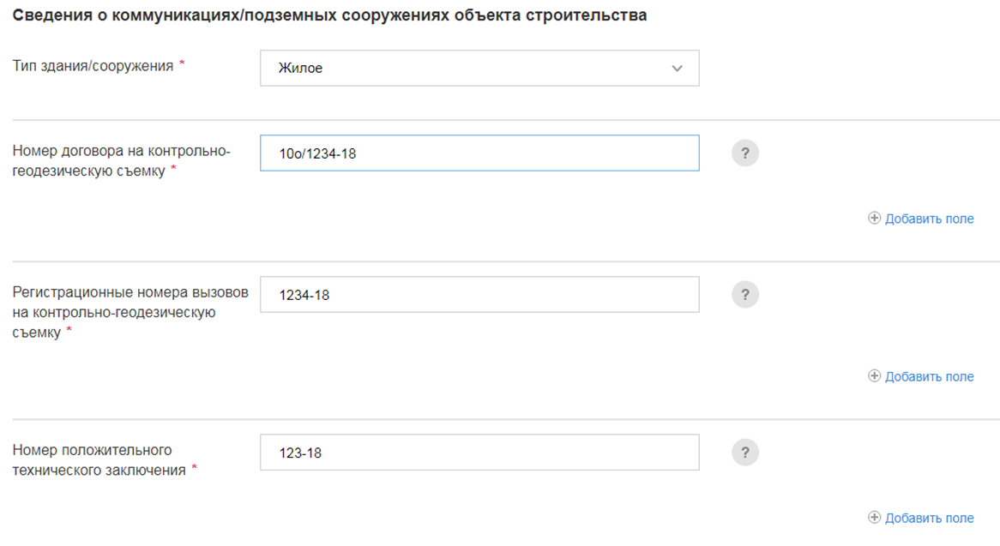 Сведения о коммуникациях/подземных сооружениях объекта строительства
Тип здания/сооружения *
Жилое
Номер договора на контрольно-
геодезическую съемку *
10о/1234-18
?
Добавить поле
Регистрационные номера вызовов
на контрольно-геодезическую
съемку *
1234-18
?
Добавить поле
Номер положительного
технического заключения *
123-18
?
Добавить поле